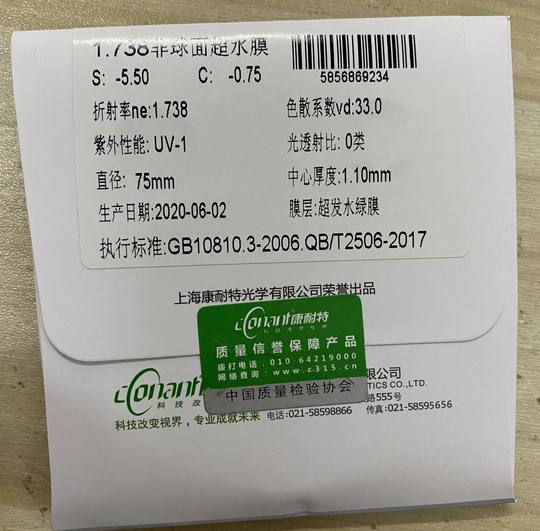 1.738非球面超水膜
S: -5.50 C: -0.75
5856869234
折射率ne:1.738 色散系数vd:33.0
紫外性能: UV-1 光透射比: 0类
直径: 75mm 中心厚度:1.10mm
生产日期:2020-06-02 膜层:超发水绿膜
执行标准:GB10810.3-2006.QB/T2506-2017
上海康耐特光学有限公司荣誉出品
Conant康耐特
科技改变视界
质量信誉保障产品
拨打电话:010-64219000
网络查询:www.c315.cn
中国质量检验协会
Conant 限公司
科技改 TICS CO.,LTD.
路555号
科技改变视界,专业成就未来 电话:021-58598866 传真:021-58595656